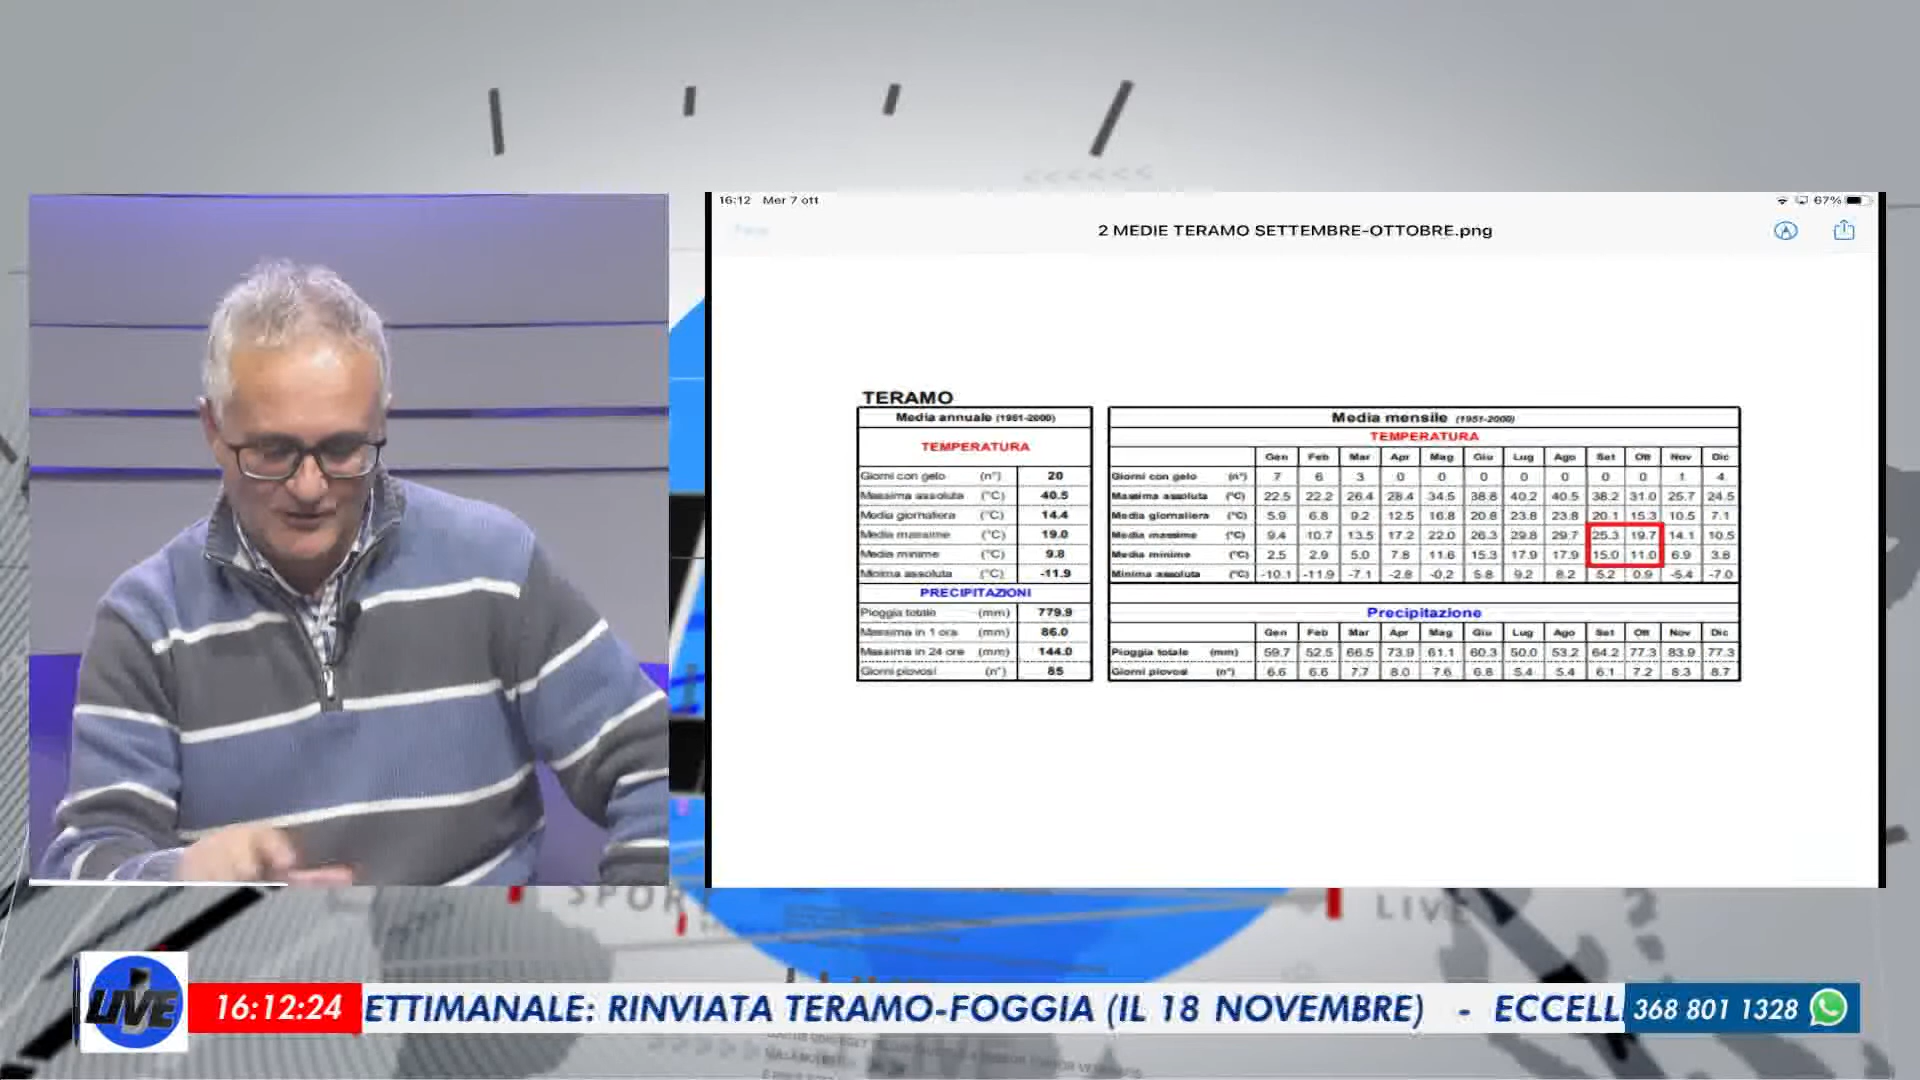 16:12 Mer 7 ott
67%
2 MEDIE TERAMO SETTEMBRE-OTTOBRE.png
TERAMO
Media annuale (1951-2000)
TEMPERATURA
Giorni con gelo (n°) 20
Massima assoluta (°C) 40.5
Media giornaliera (°C) 14.4
Media massime (°C) 19.0
Media minime (°C) 9.8
Minima assoluta (°C) -11.9
PRECIPITAZIONI
Pioggia totale (mm) 779.9
Massima in 1 ora (mm) 86.0
Massima in 24 ore (mm) 144.0
Giorni piovosi (n°) 85
Media mensile (1951-2000)
TEMPERATURA
Gen Feb Mar Apr Mag Giu Lug Ago Set Ott Nov Dic
Giorni con gelo (n°) 7 6 3 0 0 0 0 0 0 0 1 4
Massima assoluta (°C) 22.5 22.2 26.4 28.4 34.5 38.8 40.2 40.5 38.2 31.0 25.7 24.5
Media giornaliera (°C) 5.9 6.8 9.2 12.5 16.8 20.8 23.8 23.8 20.1 15.3 10.5 7.1
Media massime (°C) 9.4 10.7 13.5 17.2 22.0 26.3 29.8 29.7 25.3 19.7 14.1 10.5
Media minime (°C) 2.5 2.9 5.0 7.8 11.6 15.3 17.9 17.9 15.0 11.0 6.9 3.8
Minima assoluta (°C) -10.1 -11.9 -7.1 -2.8 -0.2 5.8 9.2 8.2 5.2 0.9 -5.4 -7.0
Precipitazione
Gen Feb Mar Apr Mag Giu Lug Ago Set Ott Nov Dic
Pioggia totale (mm) 59.7 52.5 66.5 73.9 61.1 60.3 50.0 53.2 64.2 77.3 83.9 77.3
Giorni piovosi (n°) 6.6 6.6 7.7 8.0 7.6 6.8 5.4 5.4 6.1 7.2 8.3 8.7
SPORT
LIVE
LIVE
16:12:24 ETTIMANALE: RINVIATA TERAMO-FOGGIA (IL 18 NOVEMBRE) - ECCELL 368 801 1328